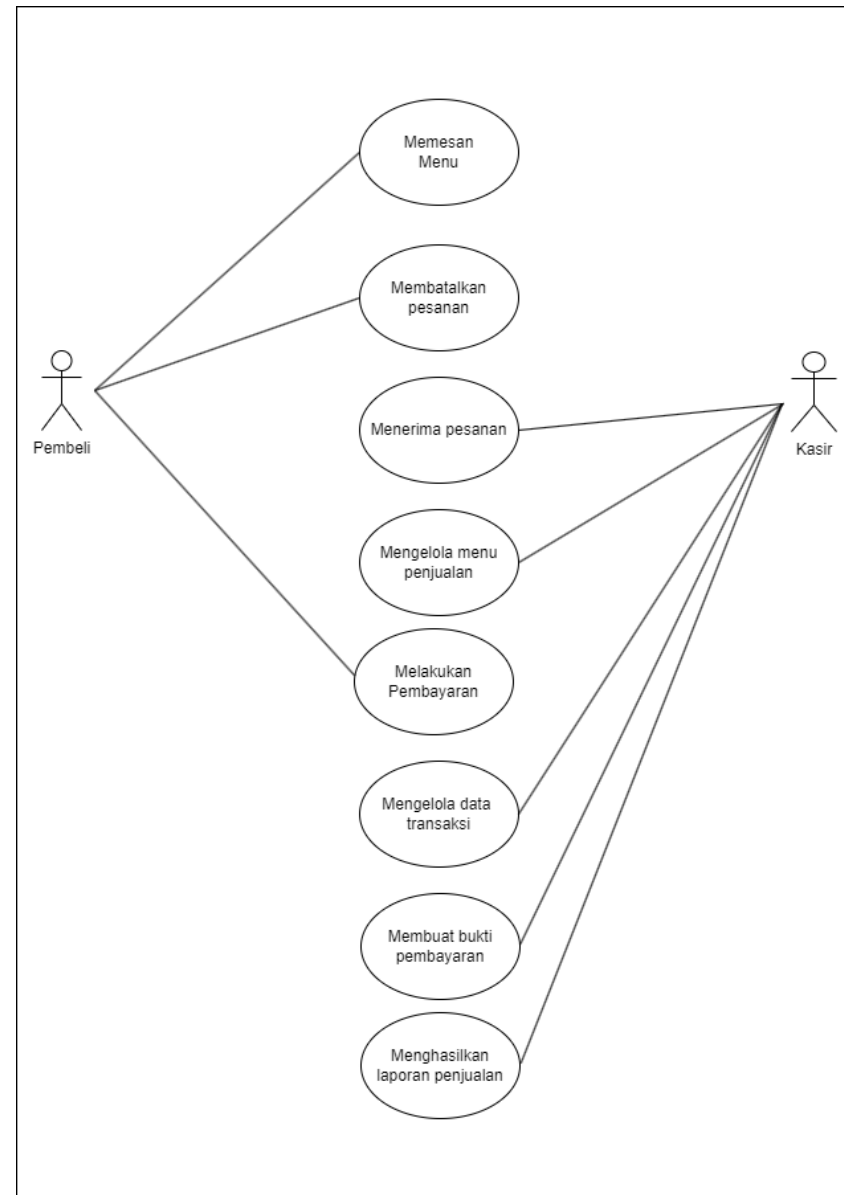 Memesan
Menu
Membatalkan
pesanan
Pembeli
Menerima pesanan
Kasir
Mengelola menu
penjualan
Melakukan
Pembayaran
Mengelola data
transaksi
Membuat bukti
pembayaran
Menghasilkan
laporan penjualan